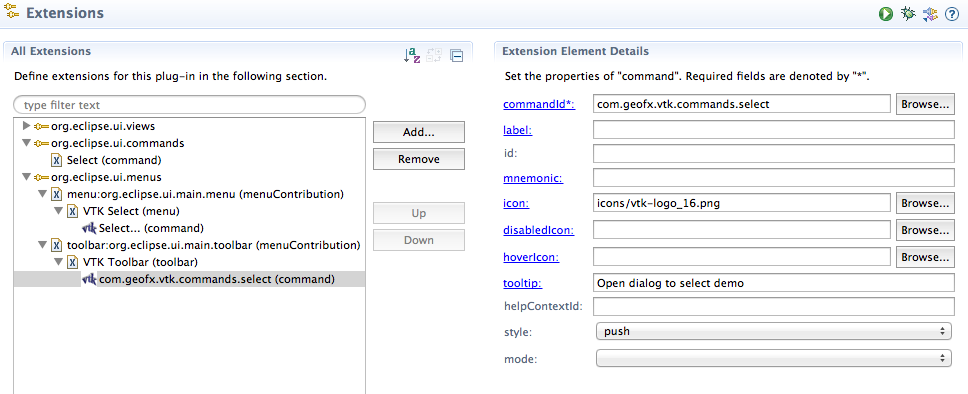 Extensions
All Extensions
Define extensions for this plug-in in the following section.
type filter text
org.eclipse.ui.views
org.eclipse.ui.commands
Select (command)
org.eclipse.ui.menus
menu:org.eclipse.ui.main.menu (menuContribution)
VTK Select (menu)
Select... (command)
toolbar:org.eclipse.ui.main.toolbar (menuContribution)
VTK Toolbar (toolbar)
com.geofx.vtk.commands.select (command)
Add...
Remove
Up
Down
Extension Element Details
Set the properties of "command". Required fields are denoted by "*".
commandId*: com.geofx.vtk.commands.select Browse...
label:
id:
mnemonic:
icon: icons/vtk-logo_16.png Browse...
disabledIcon: Browse...
hoverIcon: Browse...
tooltip: Open dialog to select demo
helpContextId:
style: push
mode: